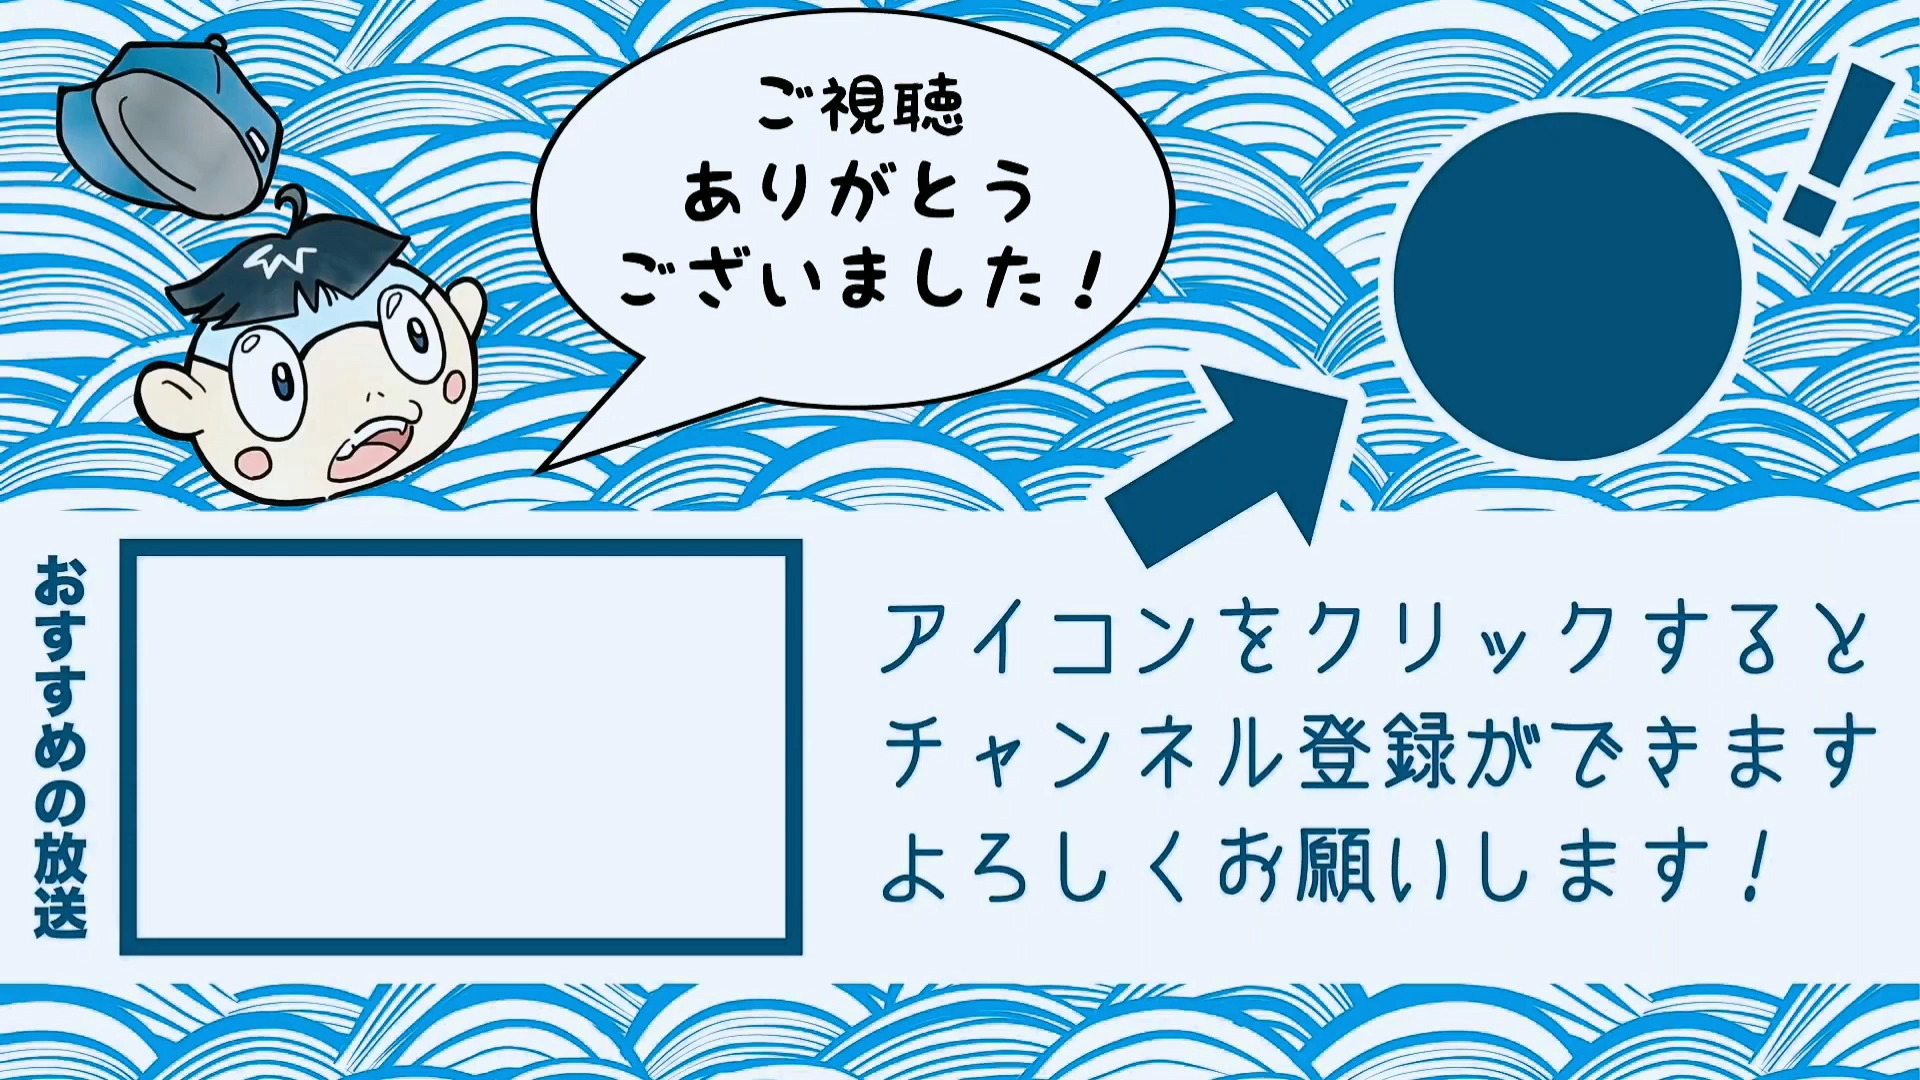 ご視聴
ありがとう
ございました！
おすすめの放送
アイコンをクリックすると
チャンネル登録ができます
よろしくお願いします！